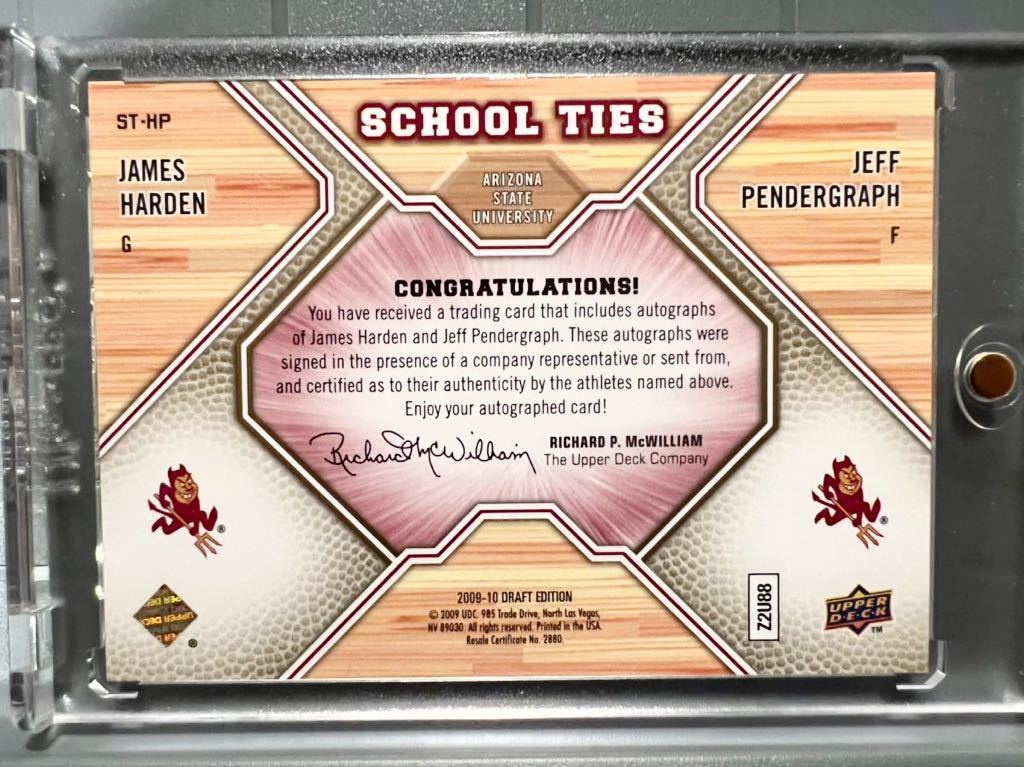 SCHOOL TIES
ST-HP
JAMES
HARDEN
G
ARIZONA
STATE
UNIVERSITY
JEFF
PENDERGRAPH
F
CONGRATULATIONS!
You have received a trading card that includes autographs
of James Harden and Jeff Pendergraph. These autographs were
signed in the presence of a company representative or sent from,
and certified as to their authenticity by the athletes named above.
Enjoy your autographed card!
Richard P. McWilliam
RICHARD P. McWILLIAM
The Upper Deck Company
®
®
2009-10 DRAFT EDITION
© 2009 UDC. 985 Trade Drive, North Las Vegas,
NV 89030. All rights reserved. Printed in the USA.
Resale Certificate No. 2880.
UPPER DECK
®
Z2U88
UPPER
D·E·C·K
TM